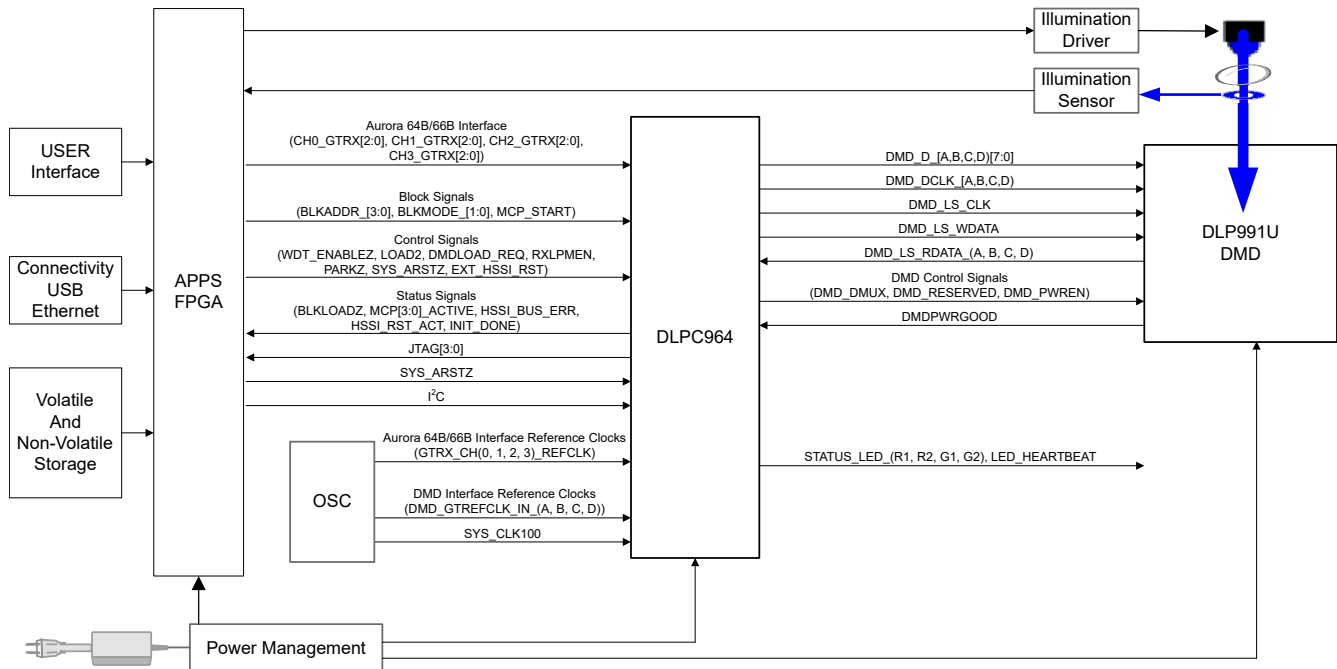 Illumination
Driver
Illumination
Sensor
USER
Interface
Connectivity
USB
Ethernet
Volatile
And
Non-Volatile
Storage
APPS
FPGA
Aurora 64B/66B Interface
(CH0_GTRX[2:0], CH1_GTRX[2:0], CH2_GTRX[2:0],
CH3_GTRX[2:0])
Block Signals
(BLKADDR_[3:0], BLKMODE_[1:0], MCP_START)
Control Signals
(WDT_ENABLEZ, LOAD2, DMDLOAD_REQ, RXLPMEN,
PARKZ, SYS_ARSTZ, EXT_HSSI_RST)
Status Signals
(BLKLOADZ, MCP[3:0]_ACTIVE, HSSI_BUS_ERR,
HSSI_RST_ACT, INIT_DONE)
JTAG[3:0]
SYS_ARSTZ
I²C
OSC
Aurora 64B/66B Interface Reference Clocks
(GTRX_CH(0, 1, 2, 3)_REFCLK)
DMD Interface Reference Clocks
(DMD_GTREFCLK_IN_(A, B, C, D))
SYS_CLK100
DLPC964
DMD_D_[A,B,C,D)[7:0]
DMD_DCLK_[A,B,C,D)
DMD_LS_CLK
DMD_LS_WDATA
DMD_LS_RDATA_(A, B, C, D)
DMD Control Signals
(DMD_DMUX, DMD_RESERVED, DMD_PWREN)
DMDPWRGOOD
STATUS_LED_(R1, R2, G1, G2), LED_HEARTBEAT
DLP991U
DMD
Power Management